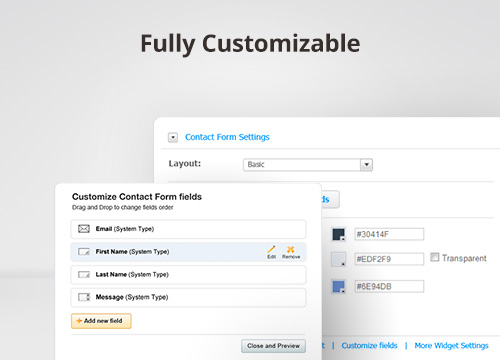 Fully Customizable
Contact Form Settings
Layout: Basic
Customize Contact Form fields
Drag and Drop to change fields order
Email (System Type)
First Name (System Type) Edit Remove
Last Name (System Type)
Message (System Type)
+ Add new field
Close and Preview
#30414F
#EDF2F9 Transparent
#6E94DB
| Customize fields | More Widget Settings